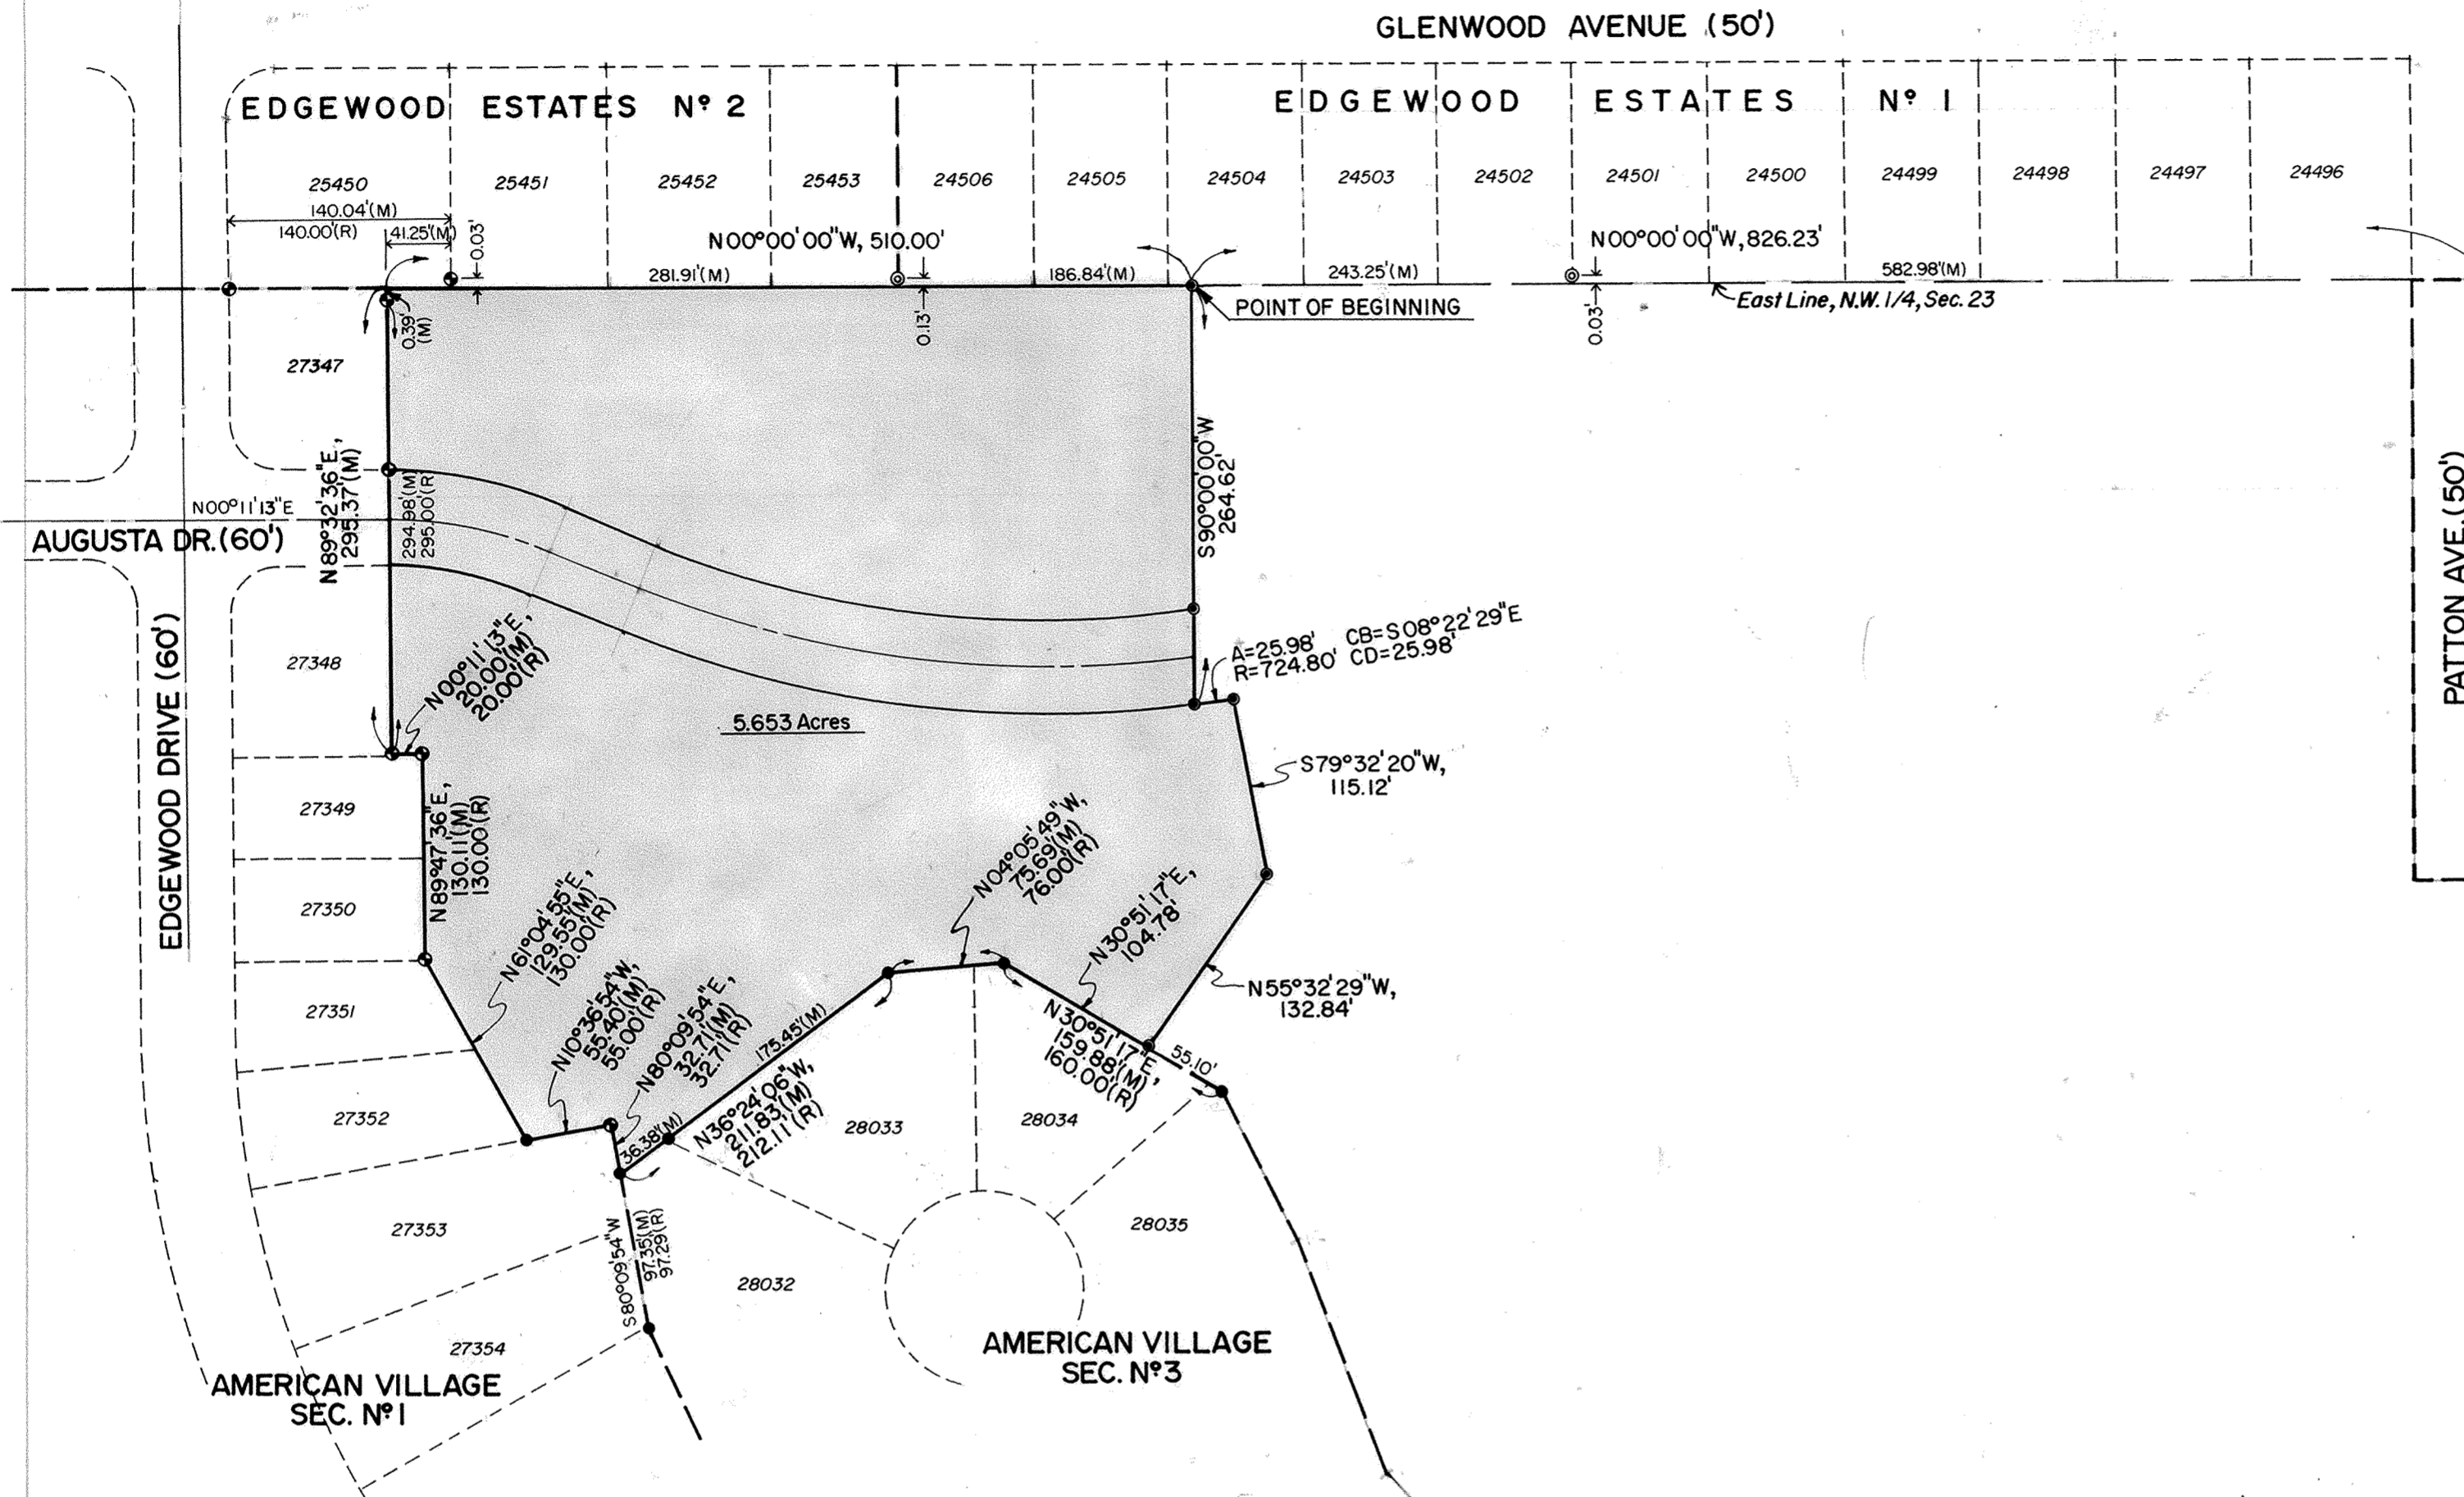 GLENWOOD AVENUE (50')
EDGEWOOD ESTATES Nº 2
EDGEWOOD ESTATES Nº 1
25450
25451
25452
25453
24506
24505
24504
24503
24502
24501
24500
24499
24498
24497
24496
140.04'(M)
140.00'(R)
41.25'(M)
0.03'
N00°00'00"W, 510.00'
N00°00'00"W, 826.23'
281.91'(M)
186.84'(M)
243.25'(M)
582.98'(M)
0.39'
(M)
0.13'
POINT OF BEGINNING
0.03'
East Line, N.W. 1/4, Sec. 23
27347
N89°32'36"E,
295.37'(M)
294.98'(M)
295.00'(R)
S90°00'00"W
264.62'
N00°11'13"E
AUGUSTA DR.(60')
PATTON AVE.(50')
EDGEWOOD DRIVE (60')
27348
N00°11'13"E,
20.00'(M)
20.00'(R)
A=25.98' CB=S08°22'29"E
R=724.80' CD=25.98'
5.653 Acres
S79°32'20"W,
115.12'
27349
N89°47'36"E,
130.11'(M)
130.00'(R)
27350
N61°04'55"E,
129.55'(M)
130.00'(R)
N04°05'49"W,
75.69'(M)
76.00'(R)
N30°51'17"E,
104.78'
N55°32'29"W,
132.84'
27351
N10°36'54"W,
55.40'(M)
55.00'(R)
N80°09'54"E,
32.71'(M)
32.71'(R)
175.45'(M)
36.38'(M)
N36°24'06"W,
211.83'(M)
212.11'(R)
N30°51'17"E,
159.88'(M)
160.00'(R)
55.10'
27352
28033
28034
27353
S80°09'54"W
97.35'(M)
97.29'(R)
28035
28032
27354
AMERICAN VILLAGE
SEC. Nº 3
AMERICAN VILLAGE
SEC. Nº 1